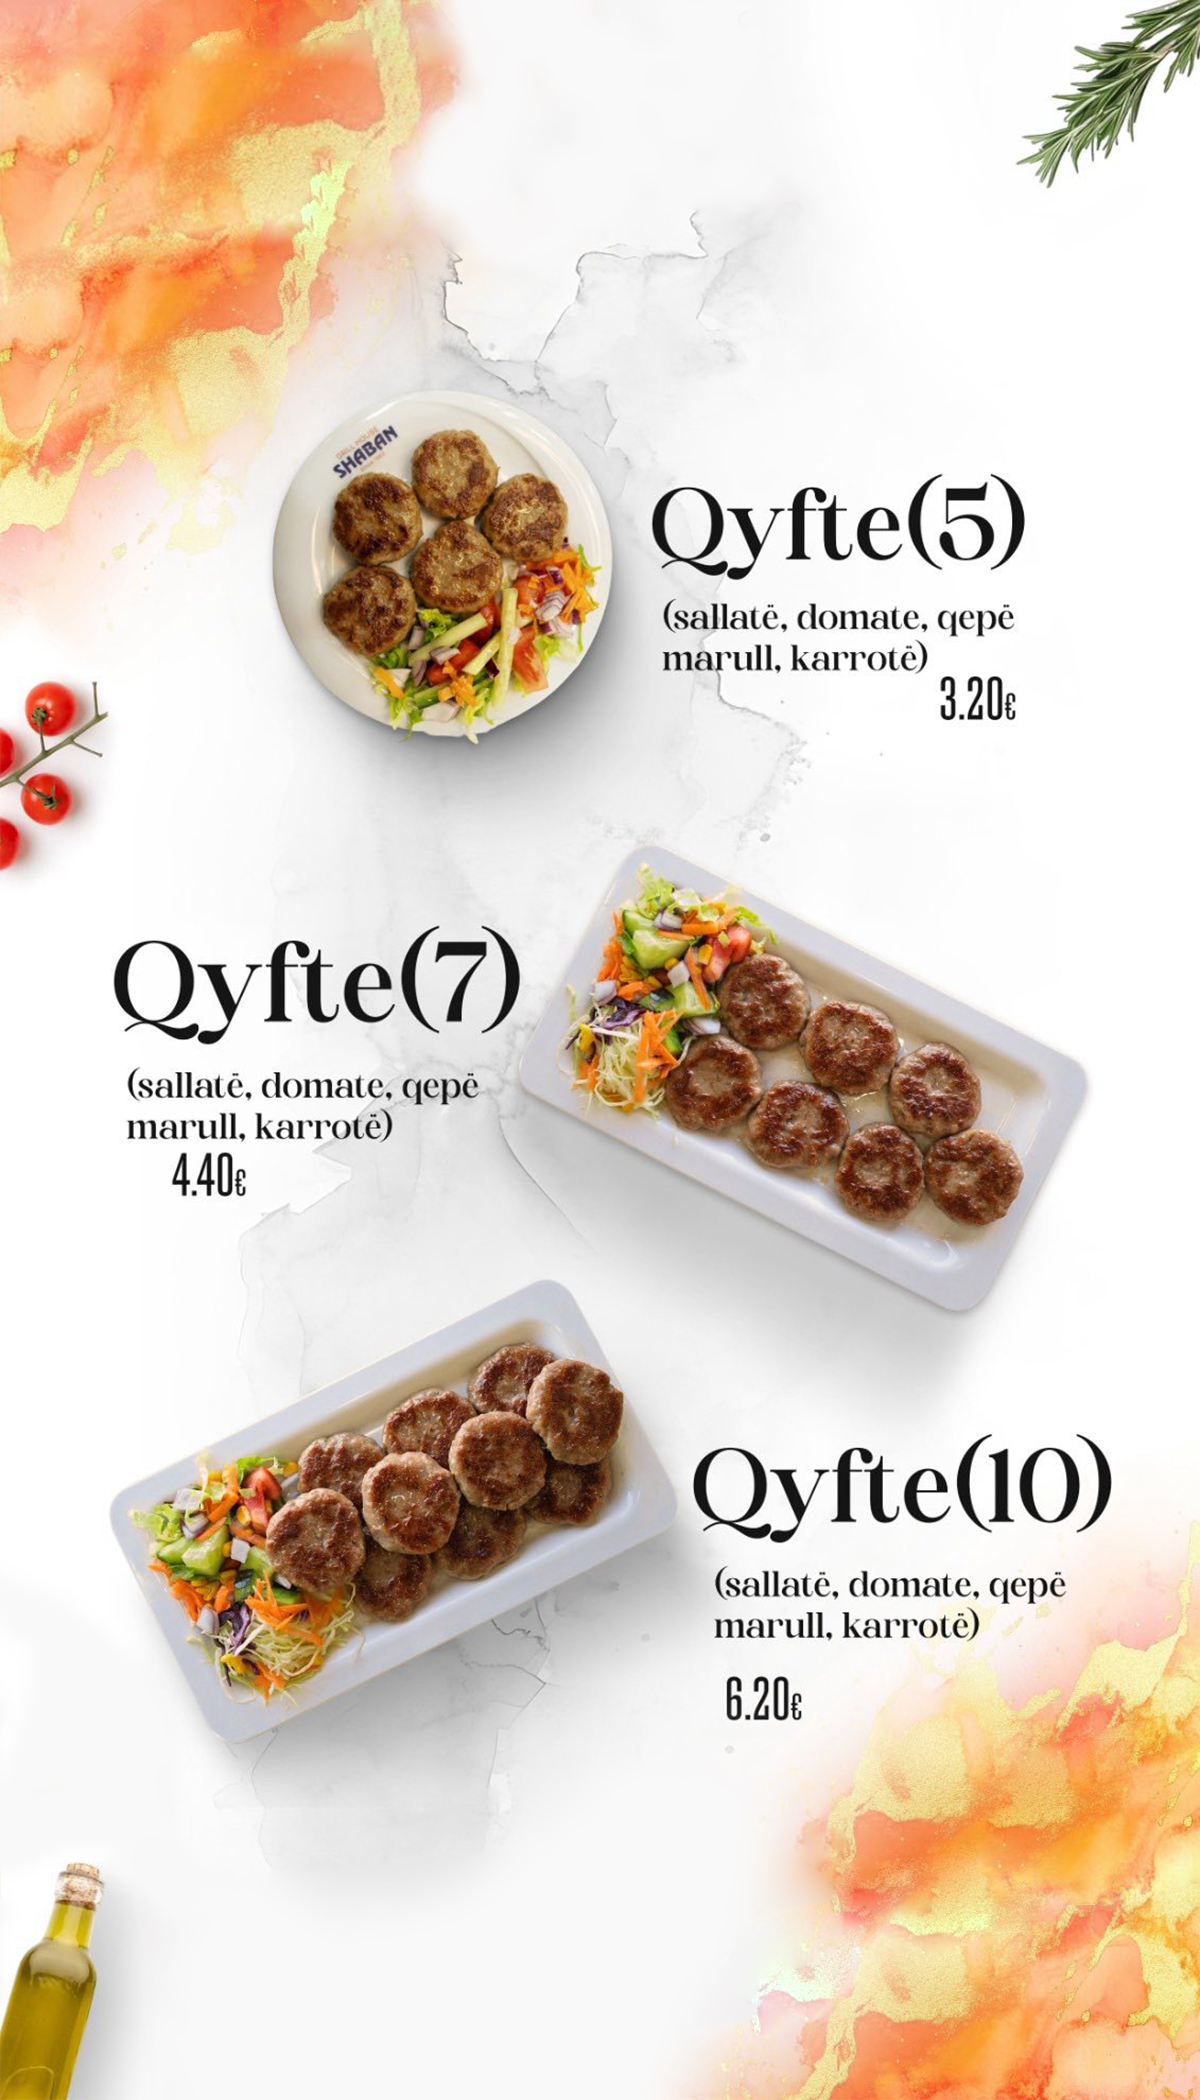 SHABAN
Qyfte(5)
(sallatë, domate, qepë
marull, karrotë)
3.20€
Qyfte(7)
(sallatë, domate, qepë
marull, karrotë)
4.40€
Qyfte(10)
(sallatë, domate, qepë
marull, karrotë)
6.20€